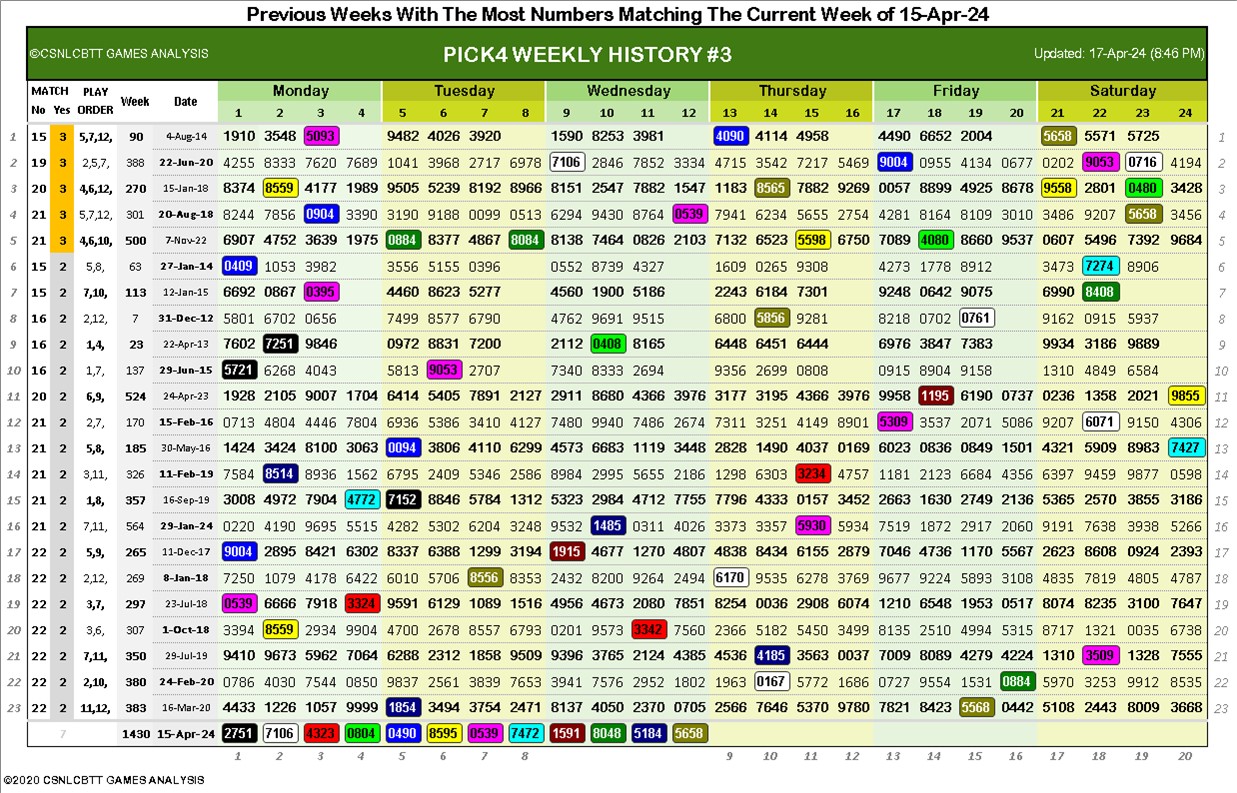 Previous Weeks With The Most Numbers Matching The Current Week of 15-Apr-24
©CSNLCBTT GAMES ANALYSIS PICK4 WEEKLY HISTORY #3 Updated: 17-Apr-24 (8:46 PM)
MATCH PLAY Week Date Monday Tuesday Wednesday Thursday Friday Saturday
No Yes ORDER 1 2 3 4 5 6 7 8 9 10 11 12 13 14 15 16 17 18 19 20 21 22 23 24
1 15 3 5,7,12, 90 4-Aug-14 1910 3548 5093 9482 4026 3920 1590 8253 3981 4090 4114 4958 4490 6652 2004 5658 5571 5725 1
2 19 3 2,5,7, 388 22-Jun-20 4255 8333 7620 7689 1041 3968 2717 6978 7106 2846 7852 3334 4715 3542 7217 5469 9004 0955 4134 0677 0202 9053 0716 4194 2
3 20 3 4,6,12, 270 15-Jan-18 8374 8559 4177 1989 9505 5239 8192 8966 8151 2547 7882 1547 1183 8565 7882 9269 0057 8899 4925 8678 9558 2801 0480 3428 3
4 21 3 5,7,12, 301 20-Aug-18 8244 7856 0904 3390 3190 9188 0099 0513 6294 9430 8764 0539 7941 6234 5655 2754 4281 8164 8109 3010 3486 9207 5658 3456 4
5 21 3 4,6,10, 500 7-Nov-22 6907 4752 3639 1975 0884 8377 4867 8084 8138 7464 0826 2103 7132 6523 5598 6750 7089 4080 8660 9537 0607 5496 7392 9684 5
6 15 2 5,8, 63 27-Jan-14 0409 1053 3982 3556 5155 0396 0552 8739 4327 1609 0265 9308 4273 1778 8912 3473 7274 8906 6
7 15 2 7,10, 113 12-Jan-15 6692 0867 0395 4460 8623 5277 4560 1900 5186 2243 6184 7301 9248 0642 9075 6990 8408 7
8 16 2 2,12, 7 31-Dec-12 5801 6702 0656 7499 8577 6790 4762 9691 9515 6800 5856 9281 8218 0702 0761 9162 0915 5937 8
9 16 2 1,4, 23 22-Apr-13 7602 7251 9846 0972 8831 7200 2112 0408 8165 6448 6451 6444 6976 3847 7383 9934 3186 9889 9
10 16 2 1,7, 137 29-Jun-15 5721 6268 4043 5813 9053 2707 7340 8333 2694 9356 2699 0808 0915 8904 9158 1310 4849 6584 10
11 20 2 6,9, 524 24-Apr-23 1928 2105 9007 1704 6414 5405 7891 2127 2911 8680 4366 3976 3177 3195 4366 3976 9958 1195 6190 0737 0236 1358 2021 9855 11
12 21 2 2,7, 170 15-Feb-16 0713 4804 4446 7804 6936 5386 3410 4127 7480 9940 7486 2674 7311 3251 4149 8901 5309 3537 2071 5086 9207 6071 9150 4306 12
13 21 2 5,8, 185 30-May-16 1424 3424 8100 3063 0094 3806 4110 6299 4573 6683 1119 3448 2828 1490 4037 0169 6023 0836 0849 1501 4321 5909 8983 7427 13
14 21 2 3,11, 326 11-Feb-19 7584 8514 8936 1562 6795 2409 5346 2586 8984 2995 5655 2186 1298 6303 3234 4757 1181 2123 6684 4356 6397 9459 9877 0598 14
15 21 2 1,8, 357 16-Sep-19 3008 4972 7904 4772 7152 8846 5784 1312 5323 2984 4712 7755 7796 4333 0157 3452 2663 1630 2749 2136 5365 2570 3855 3186 15
16 21 2 7,11, 564 29-Jan-24 0220 4190 9695 5515 4282 5302 6204 3248 9532 1485 0311 4026 3373 3357 5930 5934 7519 1872 2917 2060 9191 7638 3938 5266 16
17 22 2 5,9, 265 11-Dec-17 9004 2895 8421 6302 8337 6388 1299 3194 1915 4677 1270 4807 4838 8434 6155 2879 7046 4736 1170 5567 2623 8608 0924 2393 17
18 22 2 2,12, 269 8-Jan-18 7250 1079 4178 6422 6010 5706 8556 8353 2432 8200 9264 2494 6170 9535 6278 3769 9677 9224 5893 3108 4835 7819 4805 4787 18
19 22 2 3,7, 297 23-Jul-18 0539 6666 7918 3324 9591 6129 1089 1516 4956 4673 2080 7851 8254 0036 2908 6074 1210 6548 1953 0517 8074 8235 3100 7647 19
20 22 2 3,6, 307 1-Oct-18 3394 8559 2934 9904 4700 2678 8557 6793 0201 9573 3342 7560 2366 5182 5450 3499 8135 2510 4994 5315 8717 1321 0035 6738 20
21 22 2 7,11, 350 29-Jul-19 9410 9673 5962 7064 6288 2312 1858 9509 9396 3765 2124 4385 4536 4185 3563 0037 7009 8089 4279 4224 1310 3509 1328 7555 21
22 22 2 2,10, 380 24-Feb-20 0786 4030 7544 0850 9837 2561 3839 7653 3941 7576 2952 1802 1963 0167 5772 1686 0727 9554 1531 0884 5970 3253 9912 8535 22
23 22 2 11,12, 383 16-Mar-20 4433 1226 1057 9999 1854 3494 3754 2471 8137 4050 2370 0705 2566 7646 5370 9780 7821 8423 5568 0442 5108 2443 8009 3668 23
7 1430 15-Apr-24 2751 7106 4323 0804 0490 8595 0539 7472 1591 8048 5184 5658
1 2 3 4 5 6 7 8 9 10 11 12 13 14 15 16 17 18 19 20
©2020 CSNLCBTT GAMES ANALYSIS